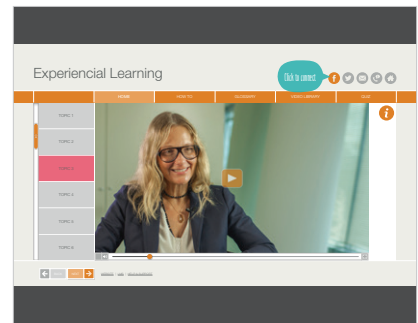 Experiencial Learning
Click to connect
HOME HOW TO GLOSSARY VIDEO LIBRARY QUIZ
TOPIC 1
TOPIC 2
TOPIC 3
TOPIC 4
TOPIC 5
TOPIC 6